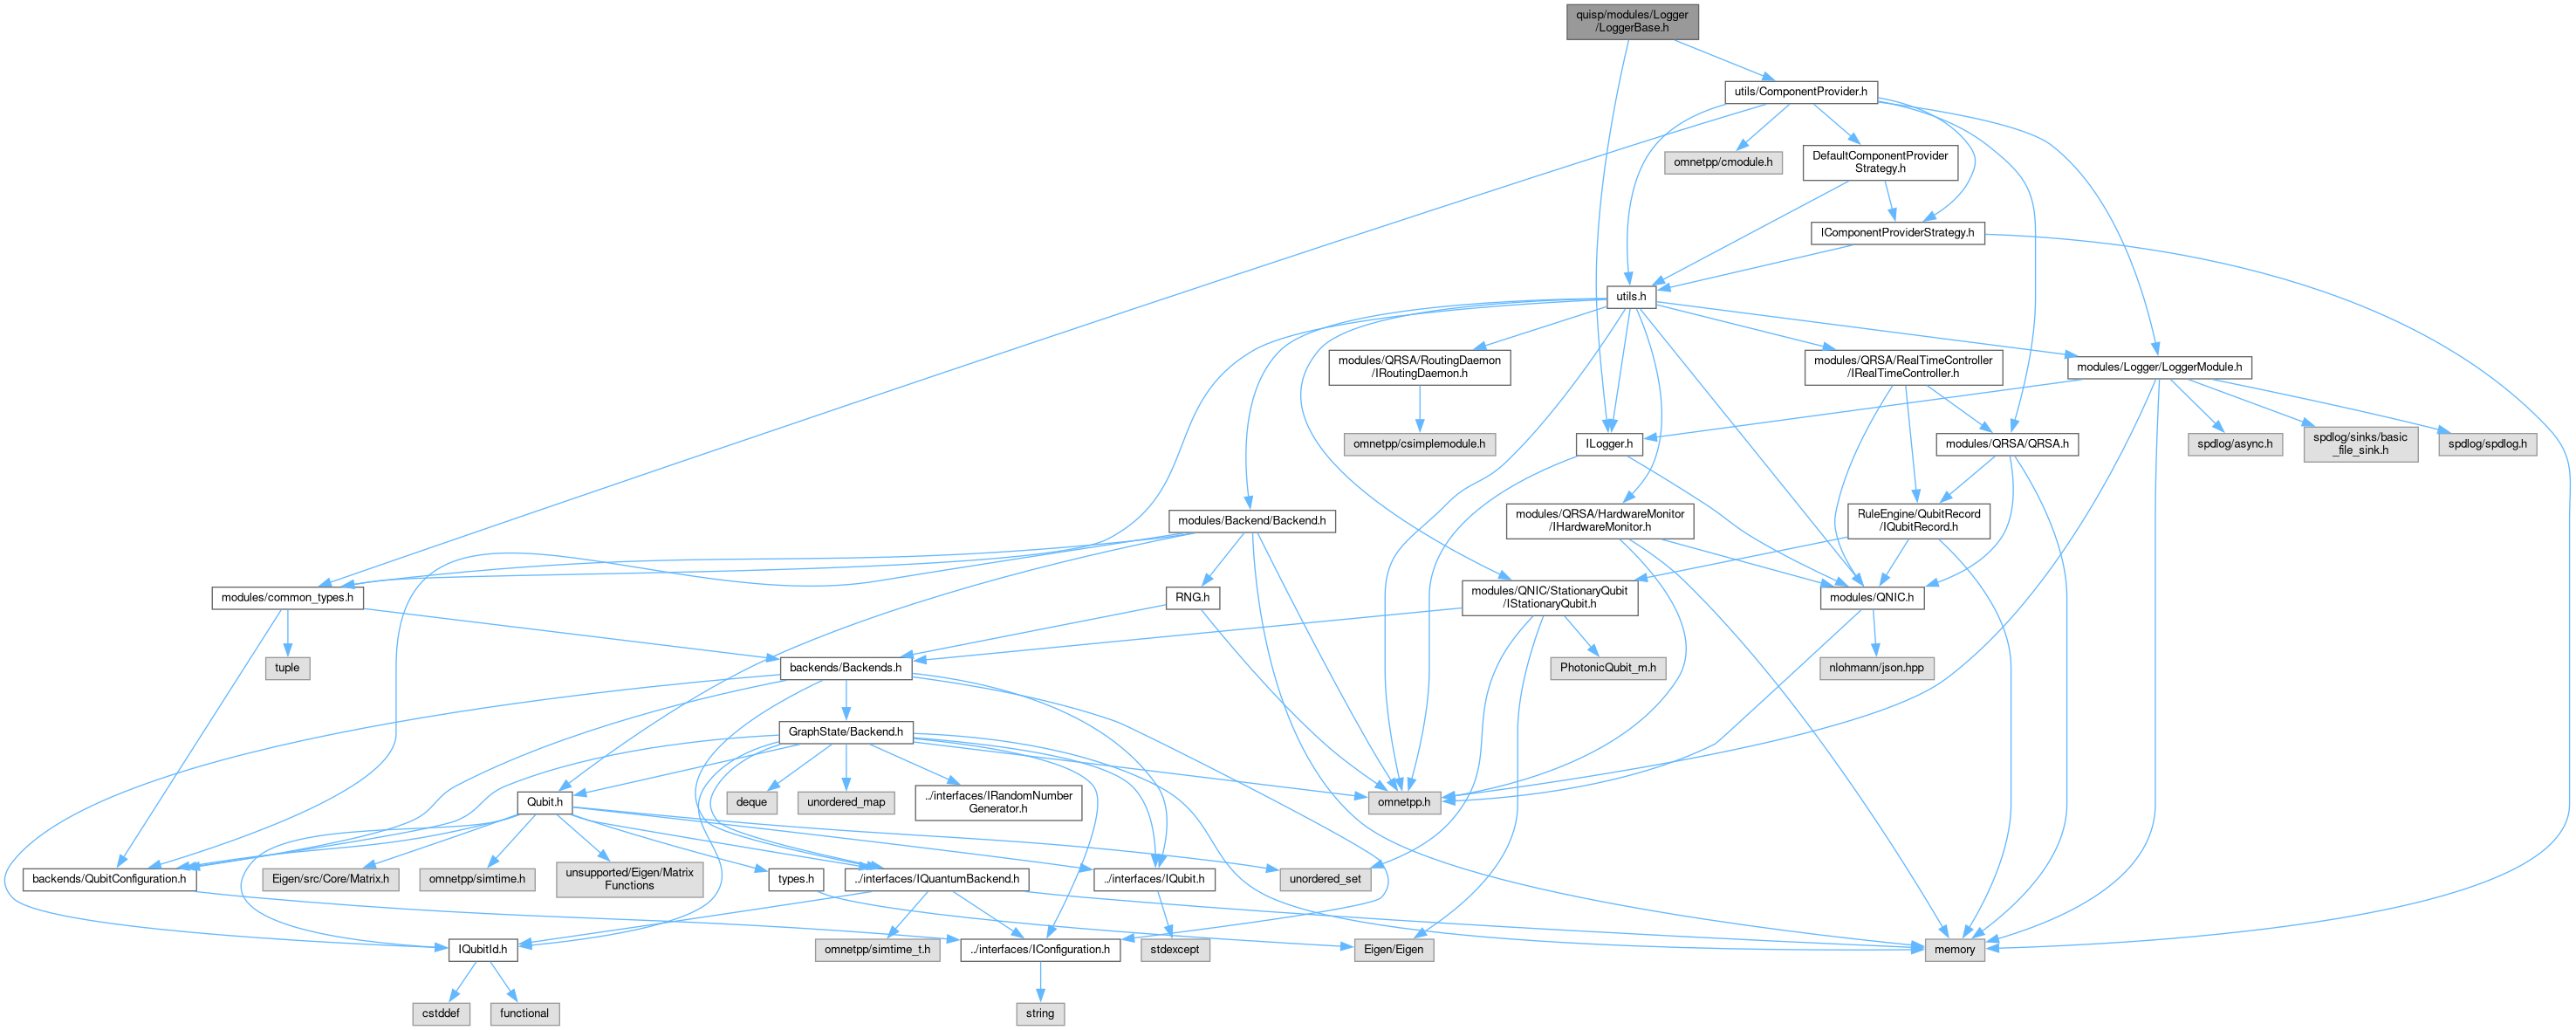 quisp/modules/Logger
/LoggerBase.h
utils/ComponentProvider.h
omnetpp/cmodule.h
DefaultComponentProvider
Strategy.h
IComponentProviderStrategy.h
utils.h
modules/QRSA/RoutingDaemon
/IRoutingDaemon.h
modules/QRSA/RealTimeController
/IRealTimeController.h
modules/Logger/LoggerModule.h
omnetpp/csimplemodule.h
ILogger.h
modules/QRSA/QRSA.h
spdlog/async.h
spdlog/sinks/basic
_file_sink.h
spdlog/spdlog.h
modules/Backend/Backend.h
modules/QRSA/HardwareMonitor
/IHardwareMonitor.h
RuleEngine/QubitRecord
/IQubitRecord.h
modules/common_types.h
RNG.h
modules/QNIC/StationaryQubit
/IStationaryQubit.h
modules/QNIC.h
tuple
backends/Backends.h
PhotonicQubit_m.h
nlohmann/json.hpp
GraphState/Backend.h
Qubit.h
deque
unordered_map
../interfaces/IRandomNumber
Generator.h
omnetpp.h
backends/QubitConfiguration.h
Eigen/src/Core/Matrix.h
omnetpp/simtime.h
unsupported/Eigen/Matrix
Functions
types.h
../interfaces/IQuantumBackend.h
../interfaces/IQubit.h
unordered_set
IQubitId.h
omnetpp/simtime_t.h
../interfaces/IConfiguration.h
stdexcept
Eigen/Eigen
memory
cstddef
functional
string